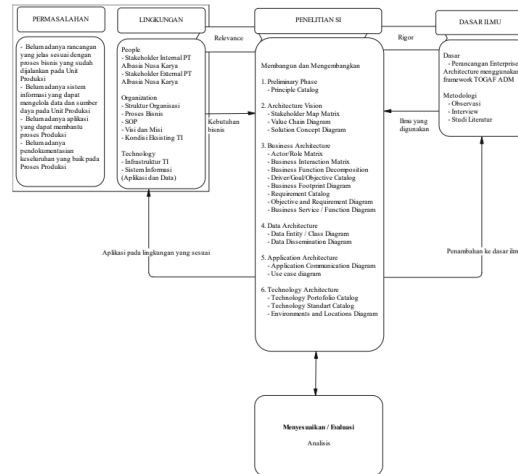 PERMASALAHAN
- Belum adanya rancangan
yang jelas sesuai dengan
proses bisnis yang sudah
dijalankan pada Unit
Produksi
- Belum adanya sistem
informasi yang dapat
mengelola data dan sumber
daya pada Unit Produksi
- Belum adanya aplikasi
yang dapat membantu
proses Produksi
- Belum adanya
pendokumentasian
keseluruhan yang baik pada
Proses Produksi
LINGKUNGAN
People
- Stakeholder Internal PT
Albasia Nusa Karya
- Stakeholder External PT
Albasia Nusa Karya
Organization
- Struktur Organisasi
- Proses Bisnis
- SOP
- Visi dan Misi
- Kondisi Eksisting TI
Technology
- Infrastruktur TI
- Sistem Informasi
(Aplikasi dan Data)
Relevance
Kebutuhan
bisnis
PENELITIAN SI
Membangun dan Mengembangkan
1. Preliminary Phase
- Principle Catalog
2. Architecture Vision
- Stakeholder Map Matrix
- Value Chain Diagram
- Solution Concept Diagram
3. Business Architecture
- Actor/Role Matrix
- Business Interaction Matrix
- Business Function Decomposition
- Driver/Goal/Objective Catalog
- Business Footprint Diagram
- Requirement Catalog
- Objective and Requirement Diagram
- Business Service / Function Diagram
4. Data Architecture
- Data Entity / Class Diagram
- Data Dissemination Diagram
5. Application Architecture
- Application Communication Diagram
- Use case diagram
6. Technology Architecture
- Technology Portofolio Catalog
- Technology Standart Catalog
- Environments and Locations Diagram
Rigor
Ilmu yang
digunakan
DASAR ILMU
Dasar
- Perancangan Enterprise
Architecture menggunakan
framework TOGAF ADM
Metodologi
- Observasi
- Interview
- Studi Literatur
Aplikasi pada lingkungan yang sesuai
Penambahan ke dasar ilmu
Menyesuaikan / Evaluasi
Analisis